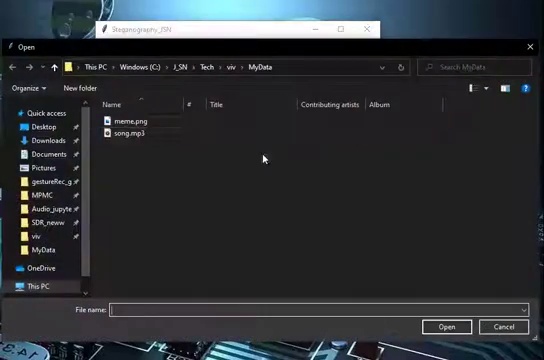 Steganography_JSN
Open
This PC > Windows (C:) > J_SN > Tech > viv > MyData
Search MyData
Organize
New folder
Name # Title Contributing artists Album
meme.png
song.mp3
Quick access
Desktop
Downloads
Documents
Pictures
gestureRec_g
MPMC
Audio_jupyte
SDR_neww
viv
MyData
OneDrive
This PC
File name:
Open Cancel